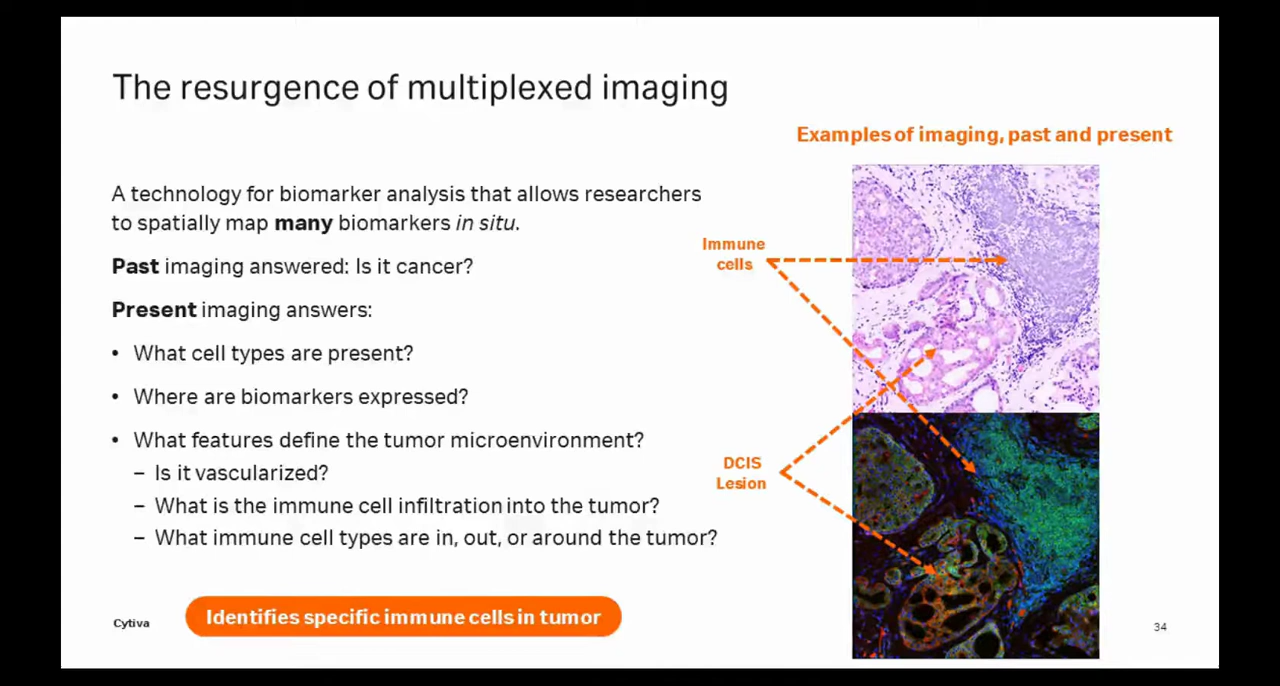 The resurgence of multiplexed imaging
Examples of imaging, past and present
A technology for biomarker analysis that allows researchers
to spatially map many biomarkers in situ.
Past imaging answered: Is it cancer?
Present imaging answers:
• What cell types are present?
• Where are biomarkers expressed?
• What features define the tumor microenvironment?
– Is it vascularized?
– What is the immune cell infiltration into the tumor?
– What immune cell types are in, out, or around the tumor?
Immune
cells
DCIS
Lesion
Identifies specific immune cells in tumor
Cytiva
34